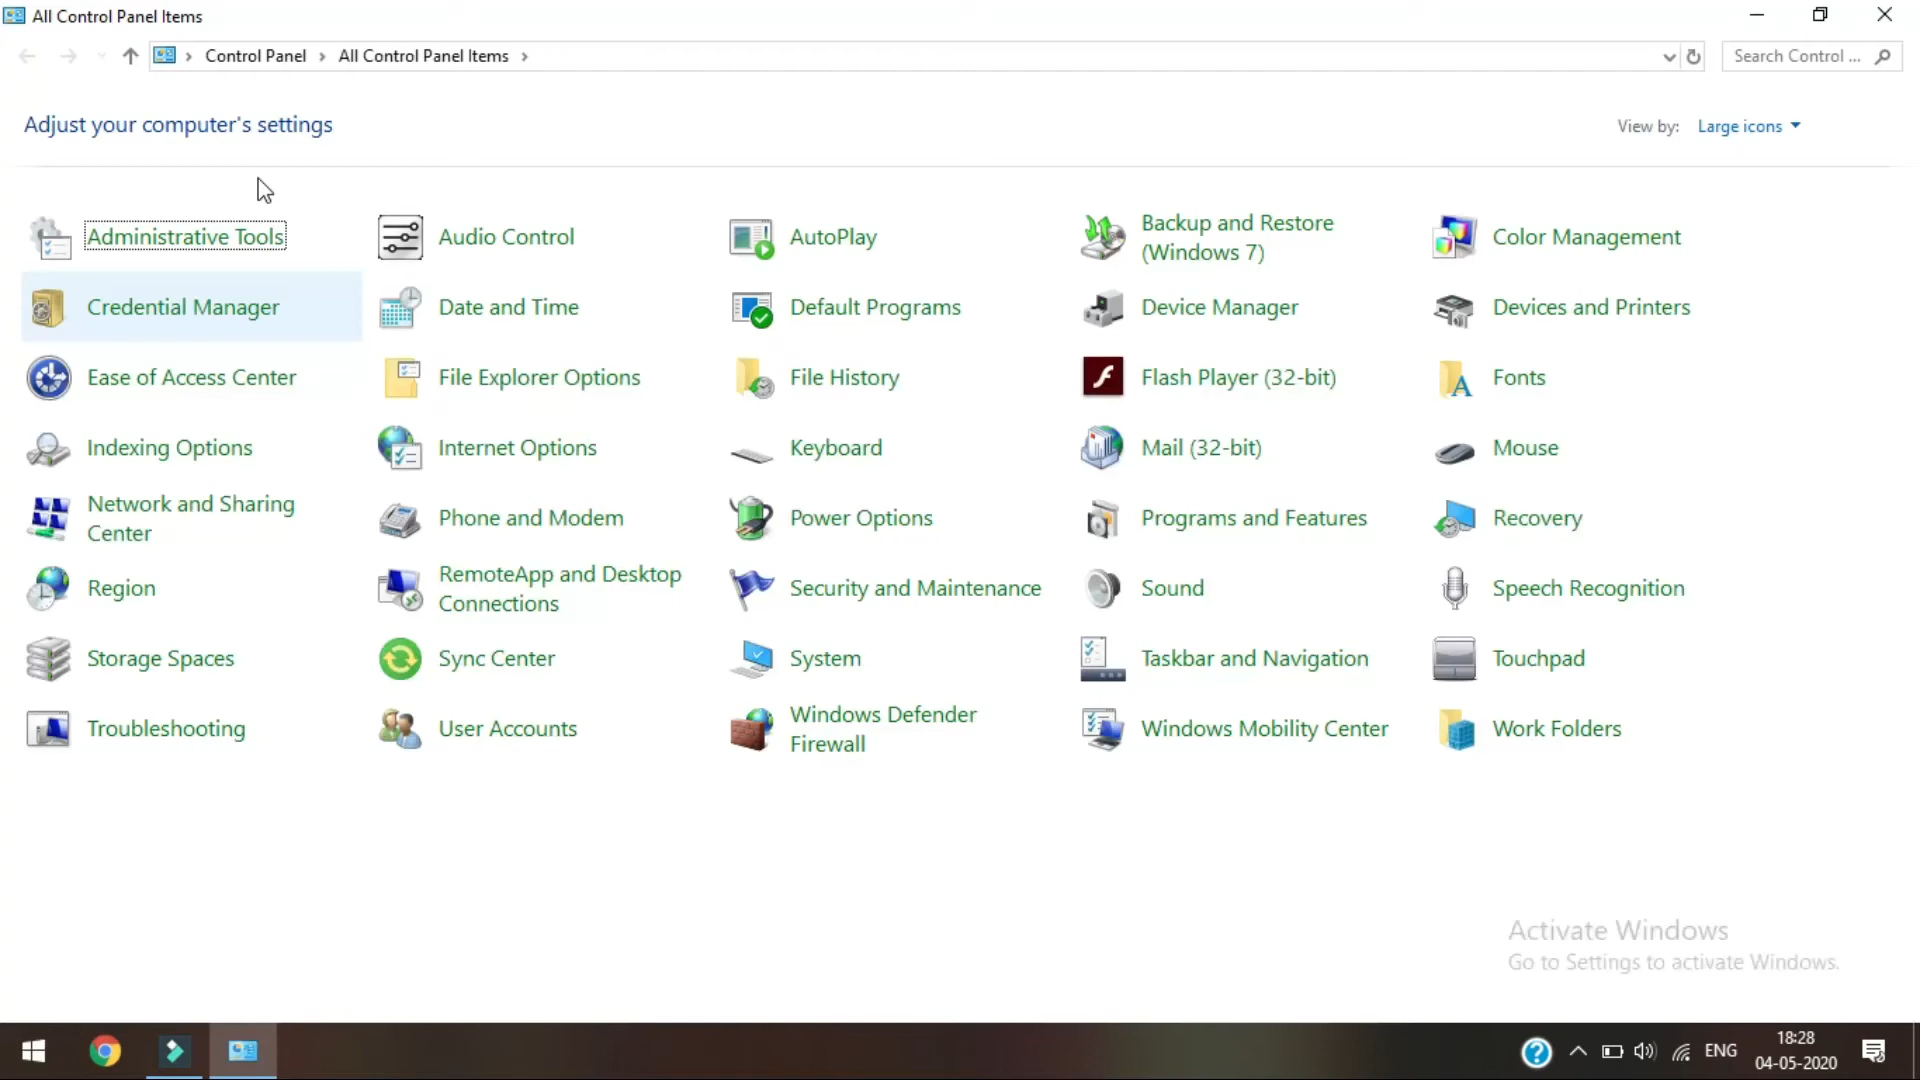 All Control Panel Items
Control Panel
All Control Panel Items
Search Control ...
Adjust your computer's settings
View by: Large icons
Administrative Tools
Audio Control
AutoPlay
Backup and Restore
(Windows 7)
Color Management
Credential Manager
Date and Time
Default Programs
Device Manager
Devices and Printers
Ease of Access Center
File Explorer Options
File History
Flash Player (32-bit)
Fonts
Indexing Options
Internet Options
Keyboard
Mail (32-bit)
Mouse
Network and Sharing
Center
Phone and Modem
Power Options
Programs and Features
Recovery
Region
RemoteApp and Desktop
Connections
Security and Maintenance
Sound
Speech Recognition
Storage Spaces
Sync Center
System
Taskbar and Navigation
Touchpad
Troubleshooting
User Accounts
Windows Defender
Firewall
Windows Mobility Center
Work Folders
Activate Windows
Go to Settings to activate Windows.
ENG
18:28
04-05-2020